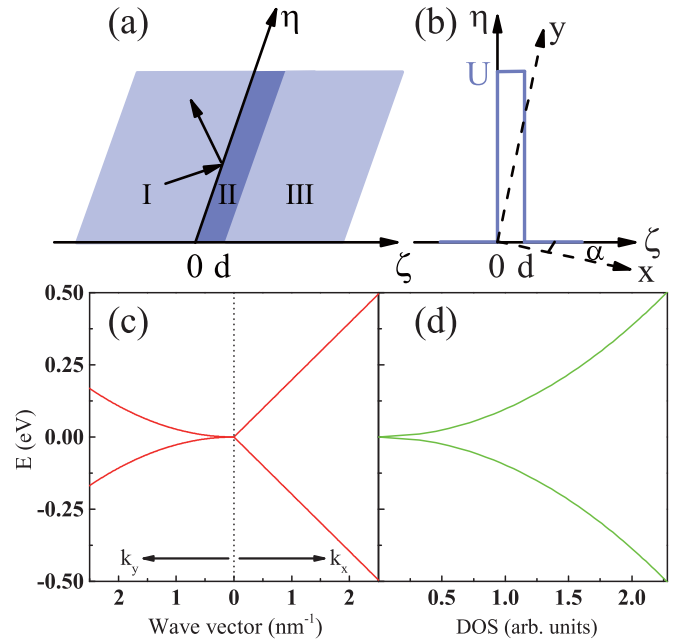 (a)
η
I
II
III
0 d
ζ
(b)
η
y
U
0
d
α
ζ
x
(c)
0.50
0.25
0.00
-0.25
-0.50
E (eV)
k_y
k_x
2 1 0 1 2
Wave vector (nm⁻¹)
(d)
0.5 1.0 1.5 2.0
DOS (arb. units)